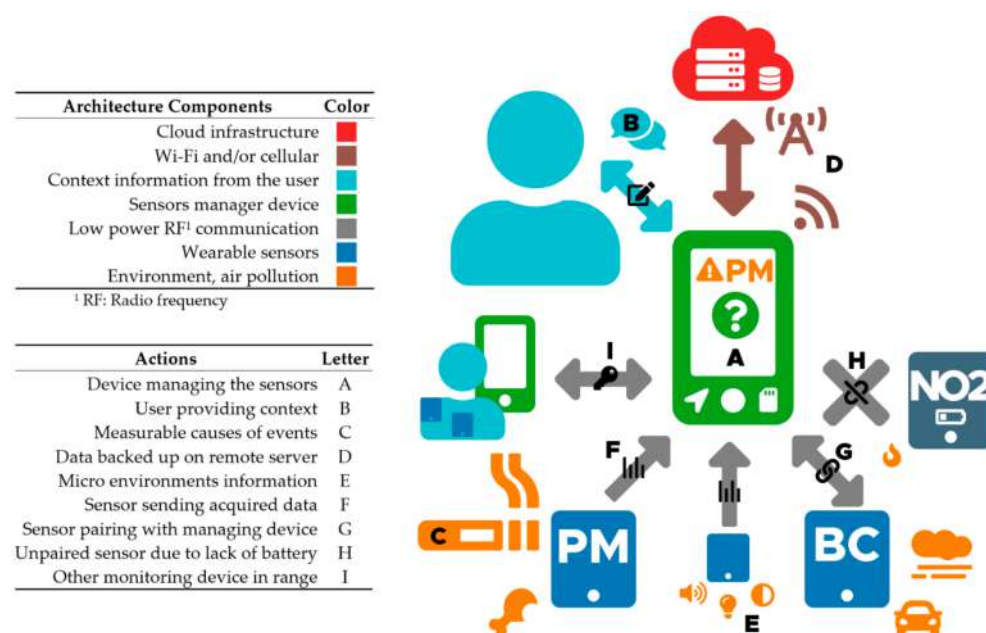 Architecture Components Color
Cloud infrastructure
Wi-Fi and/or cellular
Context information from the user
Sensors manager device
Low power RF¹ communication
Wearable sensors
Environment, air pollution
¹ RF: Radio frequency
Actions Letter
Device managing the sensors A
User providing context B
Measurable causes of events C
Data backed up on remote server D
Micro environments information E
Sensor sending acquired data F
Sensor pairing with managing device G
Unpaired sensor due to lack of battery H
Other monitoring device in range I
B
D
PM
?
A
I
H
NO2
F
G
C
PM
BC
E